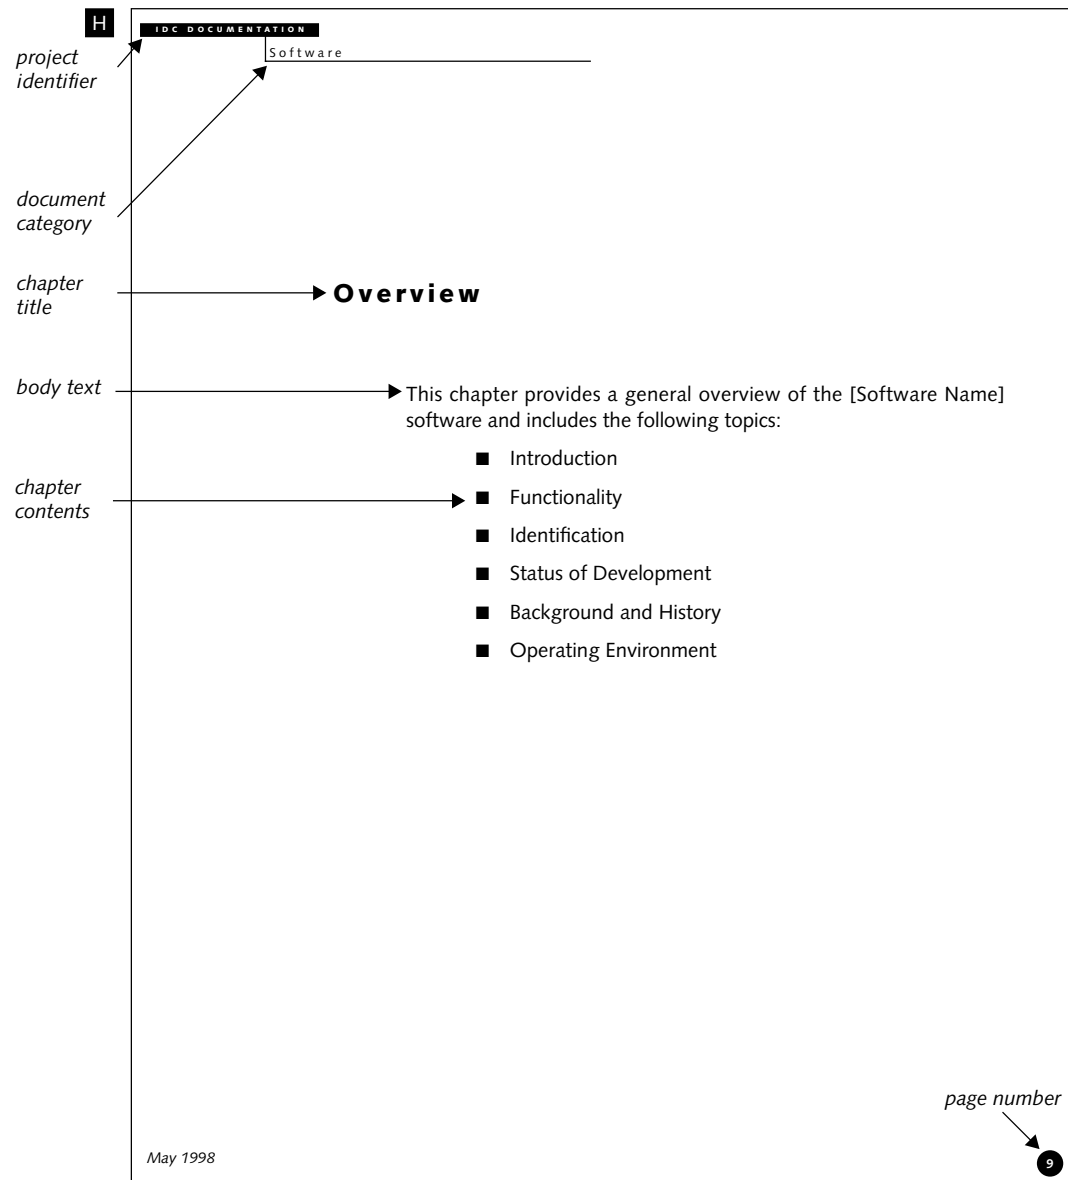 H
IDC DOCUMENTATION
Software
project
identifier
document
category
chapter
title
Overview
body text
This chapter provides a general overview of the [Software Name]
software and includes the following topics:
■ Introduction
chapter
contents
■ Functionality
■ Identification
■ Status of Development
■ Background and History
■ Operating Environment
page number
May 1998
9